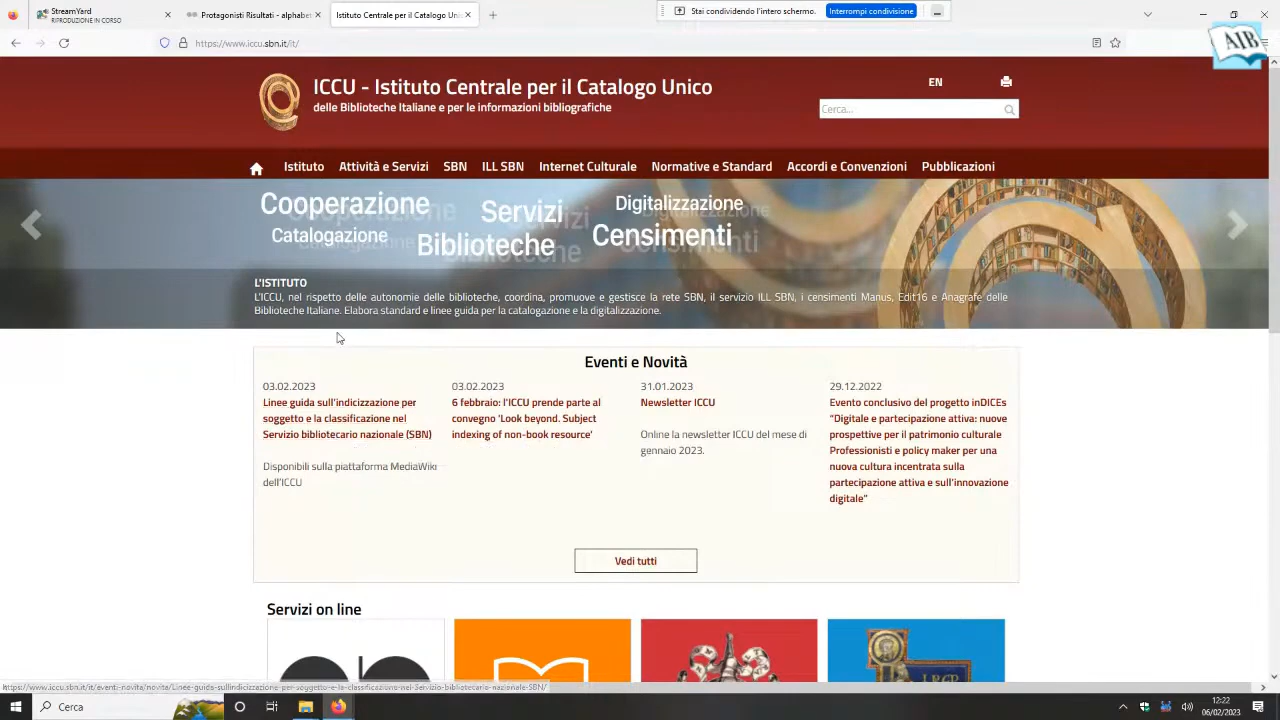 StreamYard
RIPRODUZIONE IN CORSO
Risultati - alphabet
Istituto Centrale per il Catalogo Unic
Stai condividendo l'intero schermo.
Interrompi condivisione
https://www.iccu.sbn.it/it/
AIB
ICCU - Istituto Centrale per il Catalogo Unico
delle Biblioteche Italiane e per le informazioni bibliografiche
EN
Cerca...
Istituto Attività e Servizi SBN ILL SBN Internet Culturale Normative e Standard Accordi e Convenzioni Pubblicazioni
Cooperazione Servizi Digitalizzazione
Catalogazione Biblioteche Censimenti
L'ISTITUTO
L'ICCU, nel rispetto delle autonomie delle biblioteche, coordina, promuove e gestisce la rete SBN, il servizio ILL SBN, i censimenti Manus, Edit16 e Anagrafe delle
Biblioteche Italiane. Elabora standard e linee guida per la catalogazione e la digitalizzazione.
Eventi e Novità
03.02.2023
Linee guida sull'indicizzazione per
soggetto e la classificazione nel
Servizio bibliotecario nazionale (SBN)
Disponibili sulla piattaforma MediaWiki
dell'ICCU
03.02.2023
6 febbraio: l'ICCU prende parte al
convegno 'Look beyond. Subject
indexing of non-book resource'
31.01.2023
Newsletter ICCU
Online la newsletter ICCU del mese di
gennaio 2023.
29.12.2022
Evento conclusivo del progetto inDICEs
"Digitale e partecipazione attiva: nuove
prospettive per il patrimonio culturale
Professionisti e policy maker per una
nuova cultura incentrata sulla
partecipazione attiva e sull'innovazione
digitale"
Vedi tutti
Servizi on line
https://www.iccu.sbn.it/it/eventi-novita/novita/Linee-guida-sullindicizzazione-per-soggetto-e-la-classificazione-nel-Servizio-bibliotecario-nazionale-SBN/
Cerca
12:22
06/02/2023